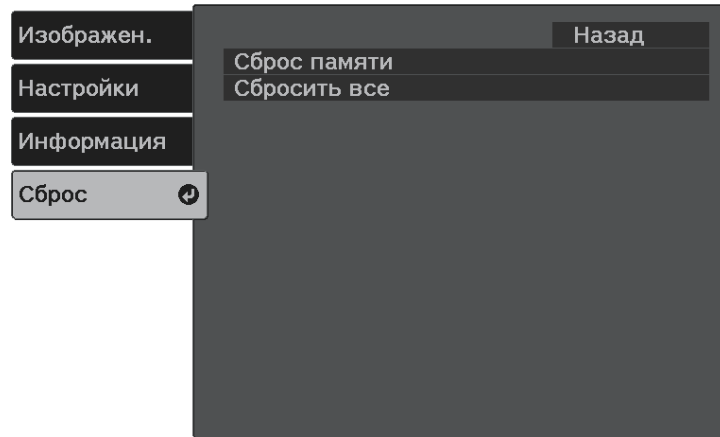 Изображен.
Настройки
Информация
Сброс
Назад
Сброс памяти
Сбросить все